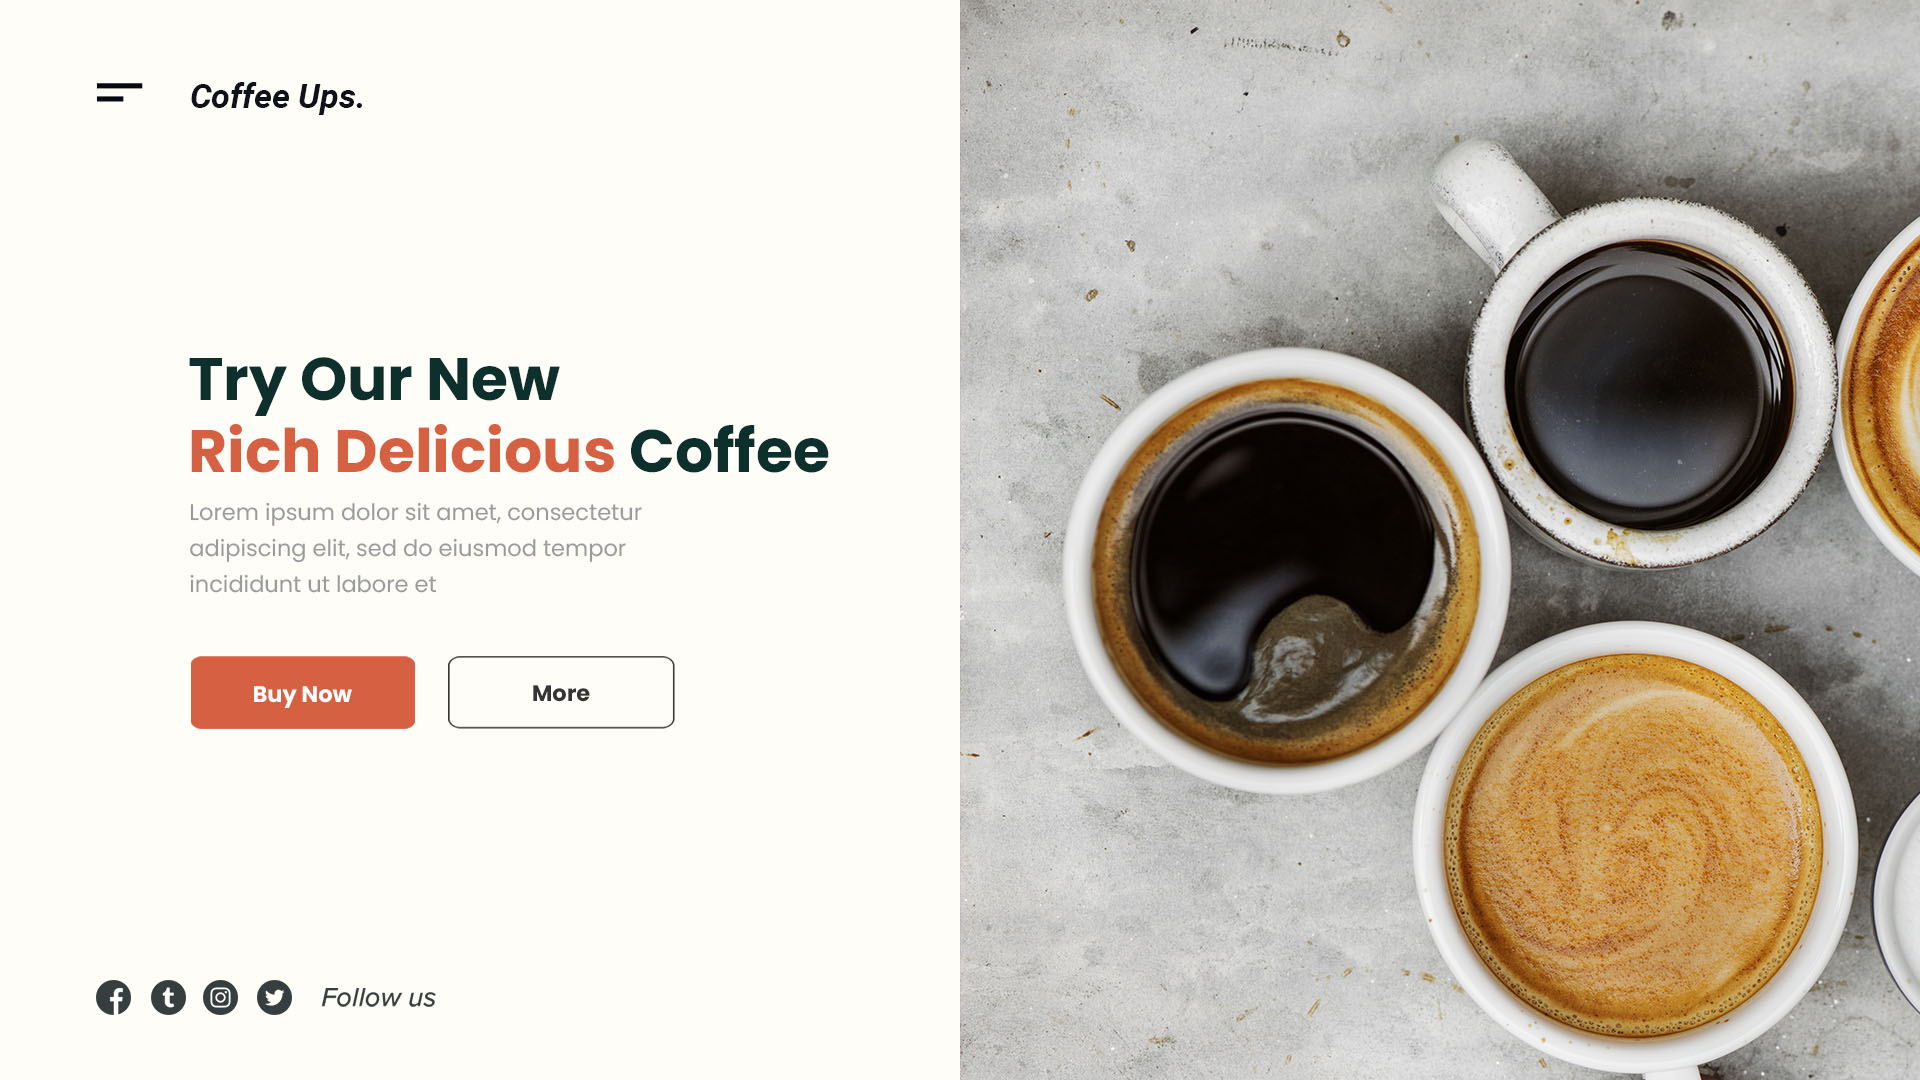 Coffee Ups.
Try Our New
Rich Delicious Coffee
Lorem ipsum dolor sit amet, consectetur
adipiscing elit, sed do eiusmod tempor
incididunt ut labore et
Buy Now
More
Follow us